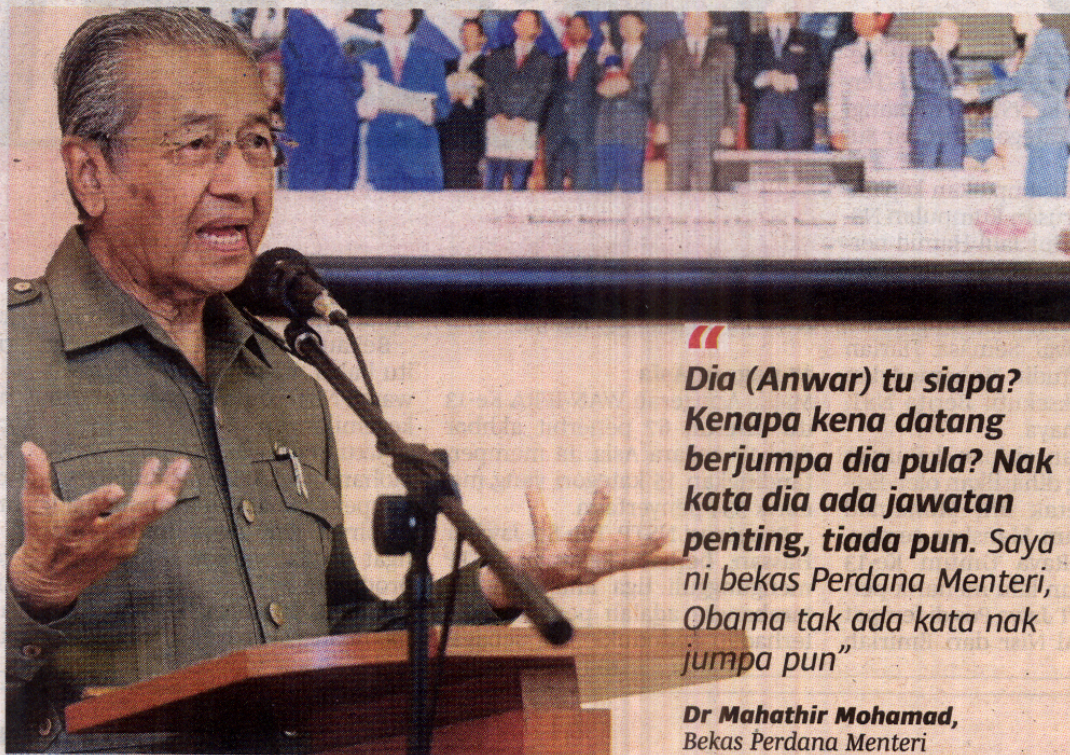 “
Dia (Anwar) tu siapa?
Kenapa kena datang
berjumpa dia pula? Nak
kata dia ada jawatan
penting, tiada pun. Saya
ni bekas Perdana Menteri,
Obama tak ada kata nak
jumpa pun”
Dr Mahathir Mohamad,
Bekas Perdana Menteri